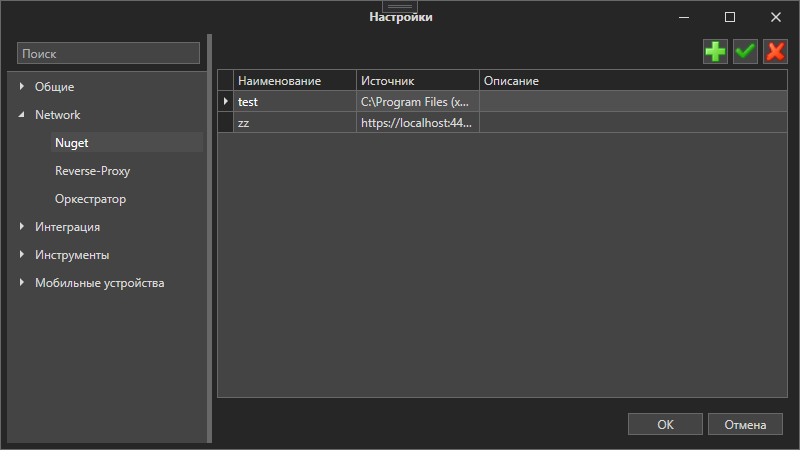 Настройки
Поиск
Общие
Network
Nuget
Reverse-Proxy
Оркестратор
Интеграция
Инструменты
Мобильные устройства
Наименование Источник Описание
test C:\Program Files (x...
zz https://localhost:44...
OK Отмена